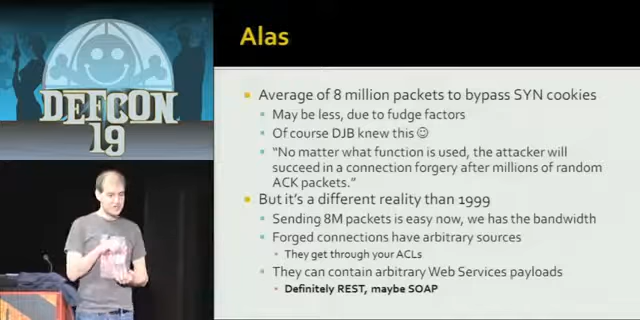 DEFCON
19
Alas
Average of 8 million packets to bypass SYN cookies
May be less, due to fudge factors
Of course DJB knew this ☺
“No matter what function is used, the attacker will
succeed in a connection forgery after millions of random
ACK packets.”
But it’s a different reality than 1999
Sending 8M packets is easy now, we has the bandwidth
Forged connections have arbitrary sources
They get through your ACLs
They can contain arbitrary Web Services payloads
Definitely REST, maybe SOAP